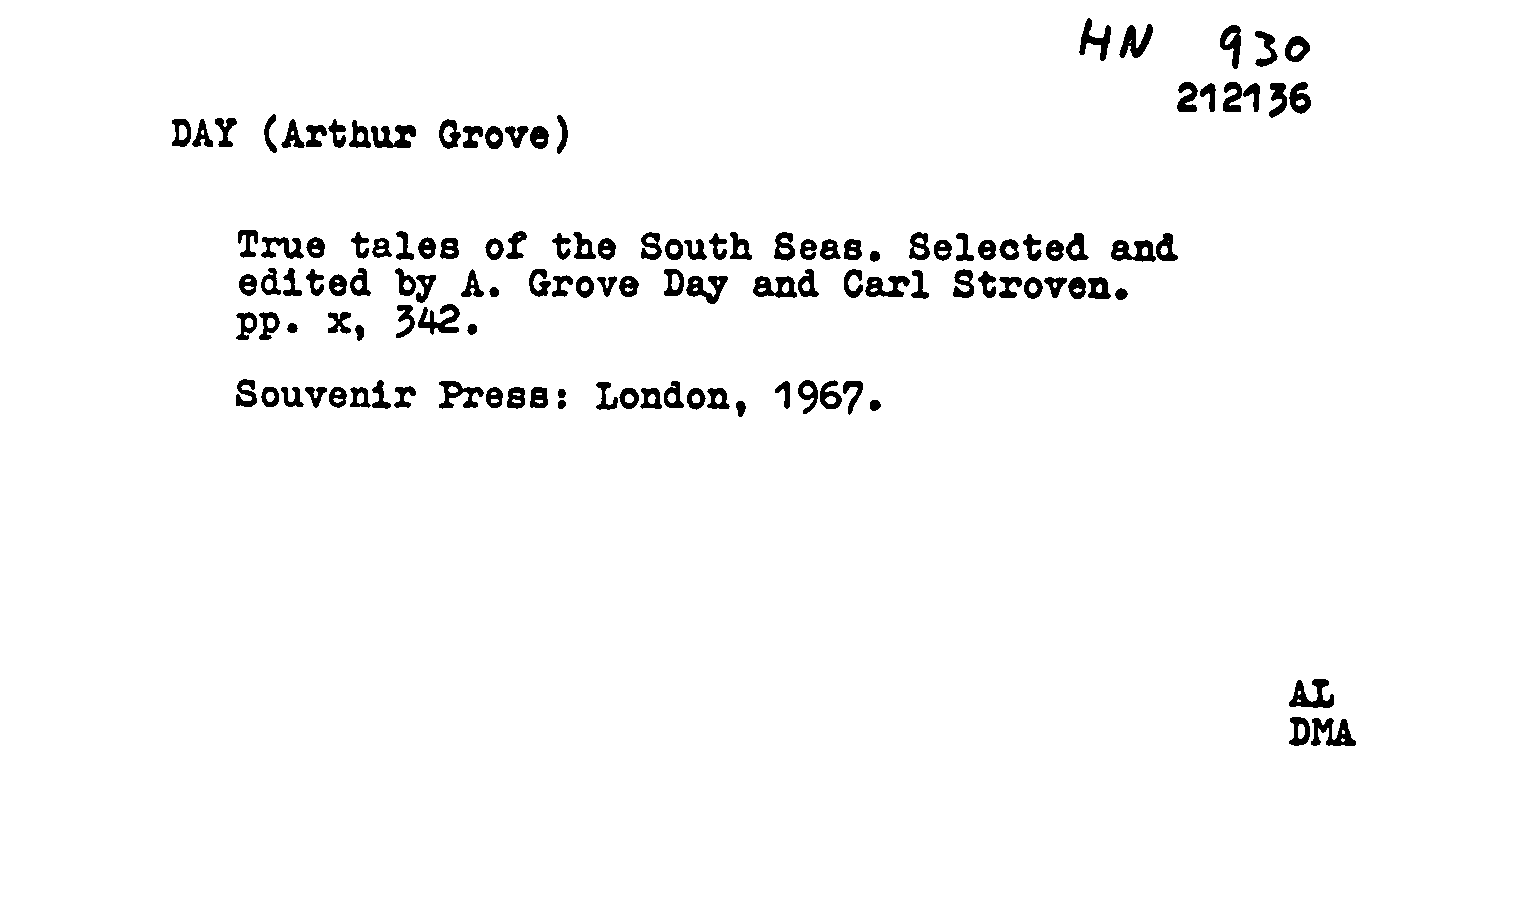 HN 930
212136
DAY (Arthur Grove)
True tales of the South Seas. Selected and
edited by A. Grove Day and Carl Stroven.
pp. x, 342.
Souvenir Press: London, 1967.
AL
DMA